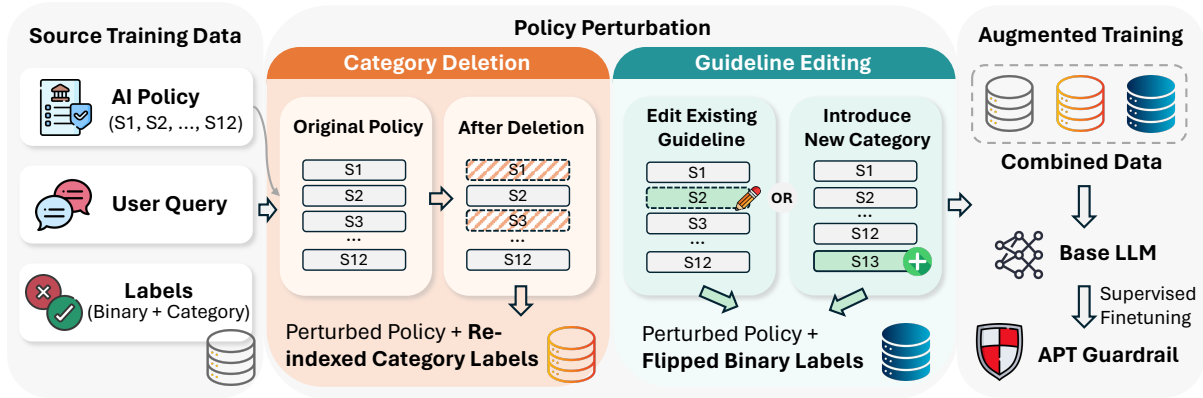 Source Training Data
AI Policy
(S1, S2, ..., S12)
User Query
Labels
(Binary + Category)
Policy Perturbation
Category Deletion
Original Policy
S1
S2
S3
...
S12
After Deletion
S1
S2
S3
...
S12
Perturbed Policy + Re-
indexed Category Labels
Guideline Editing
Edit Existing
Guideline
S1
S2
S3
...
S12
OR
Introduce
New Category
S1
S2
...
S12
S13
Perturbed Policy +
Flipped Binary Labels
Augmented Training
Combined Data
Base LLM
Supervised
Finetuning
APT Guardrail